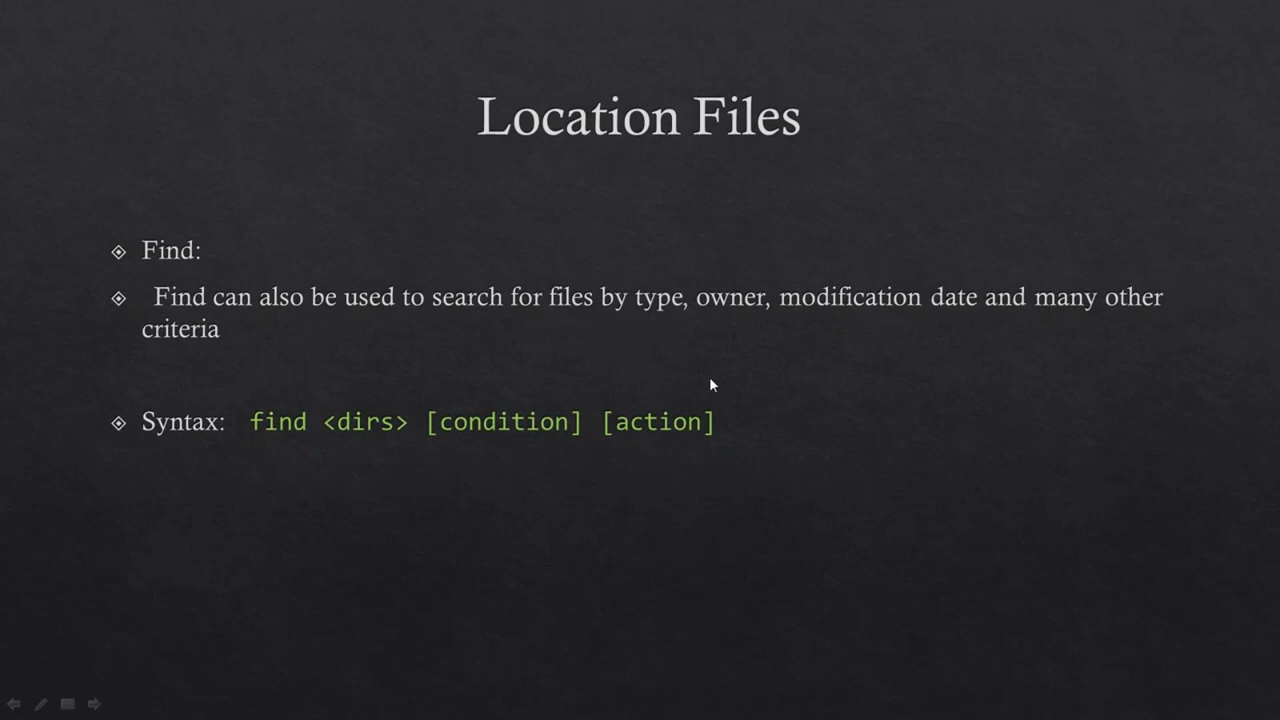 Location Files
Find:
Find can also be used to search for files by type, owner, modification date and many other
criteria
Syntax: find <dirs> [condition] [action]